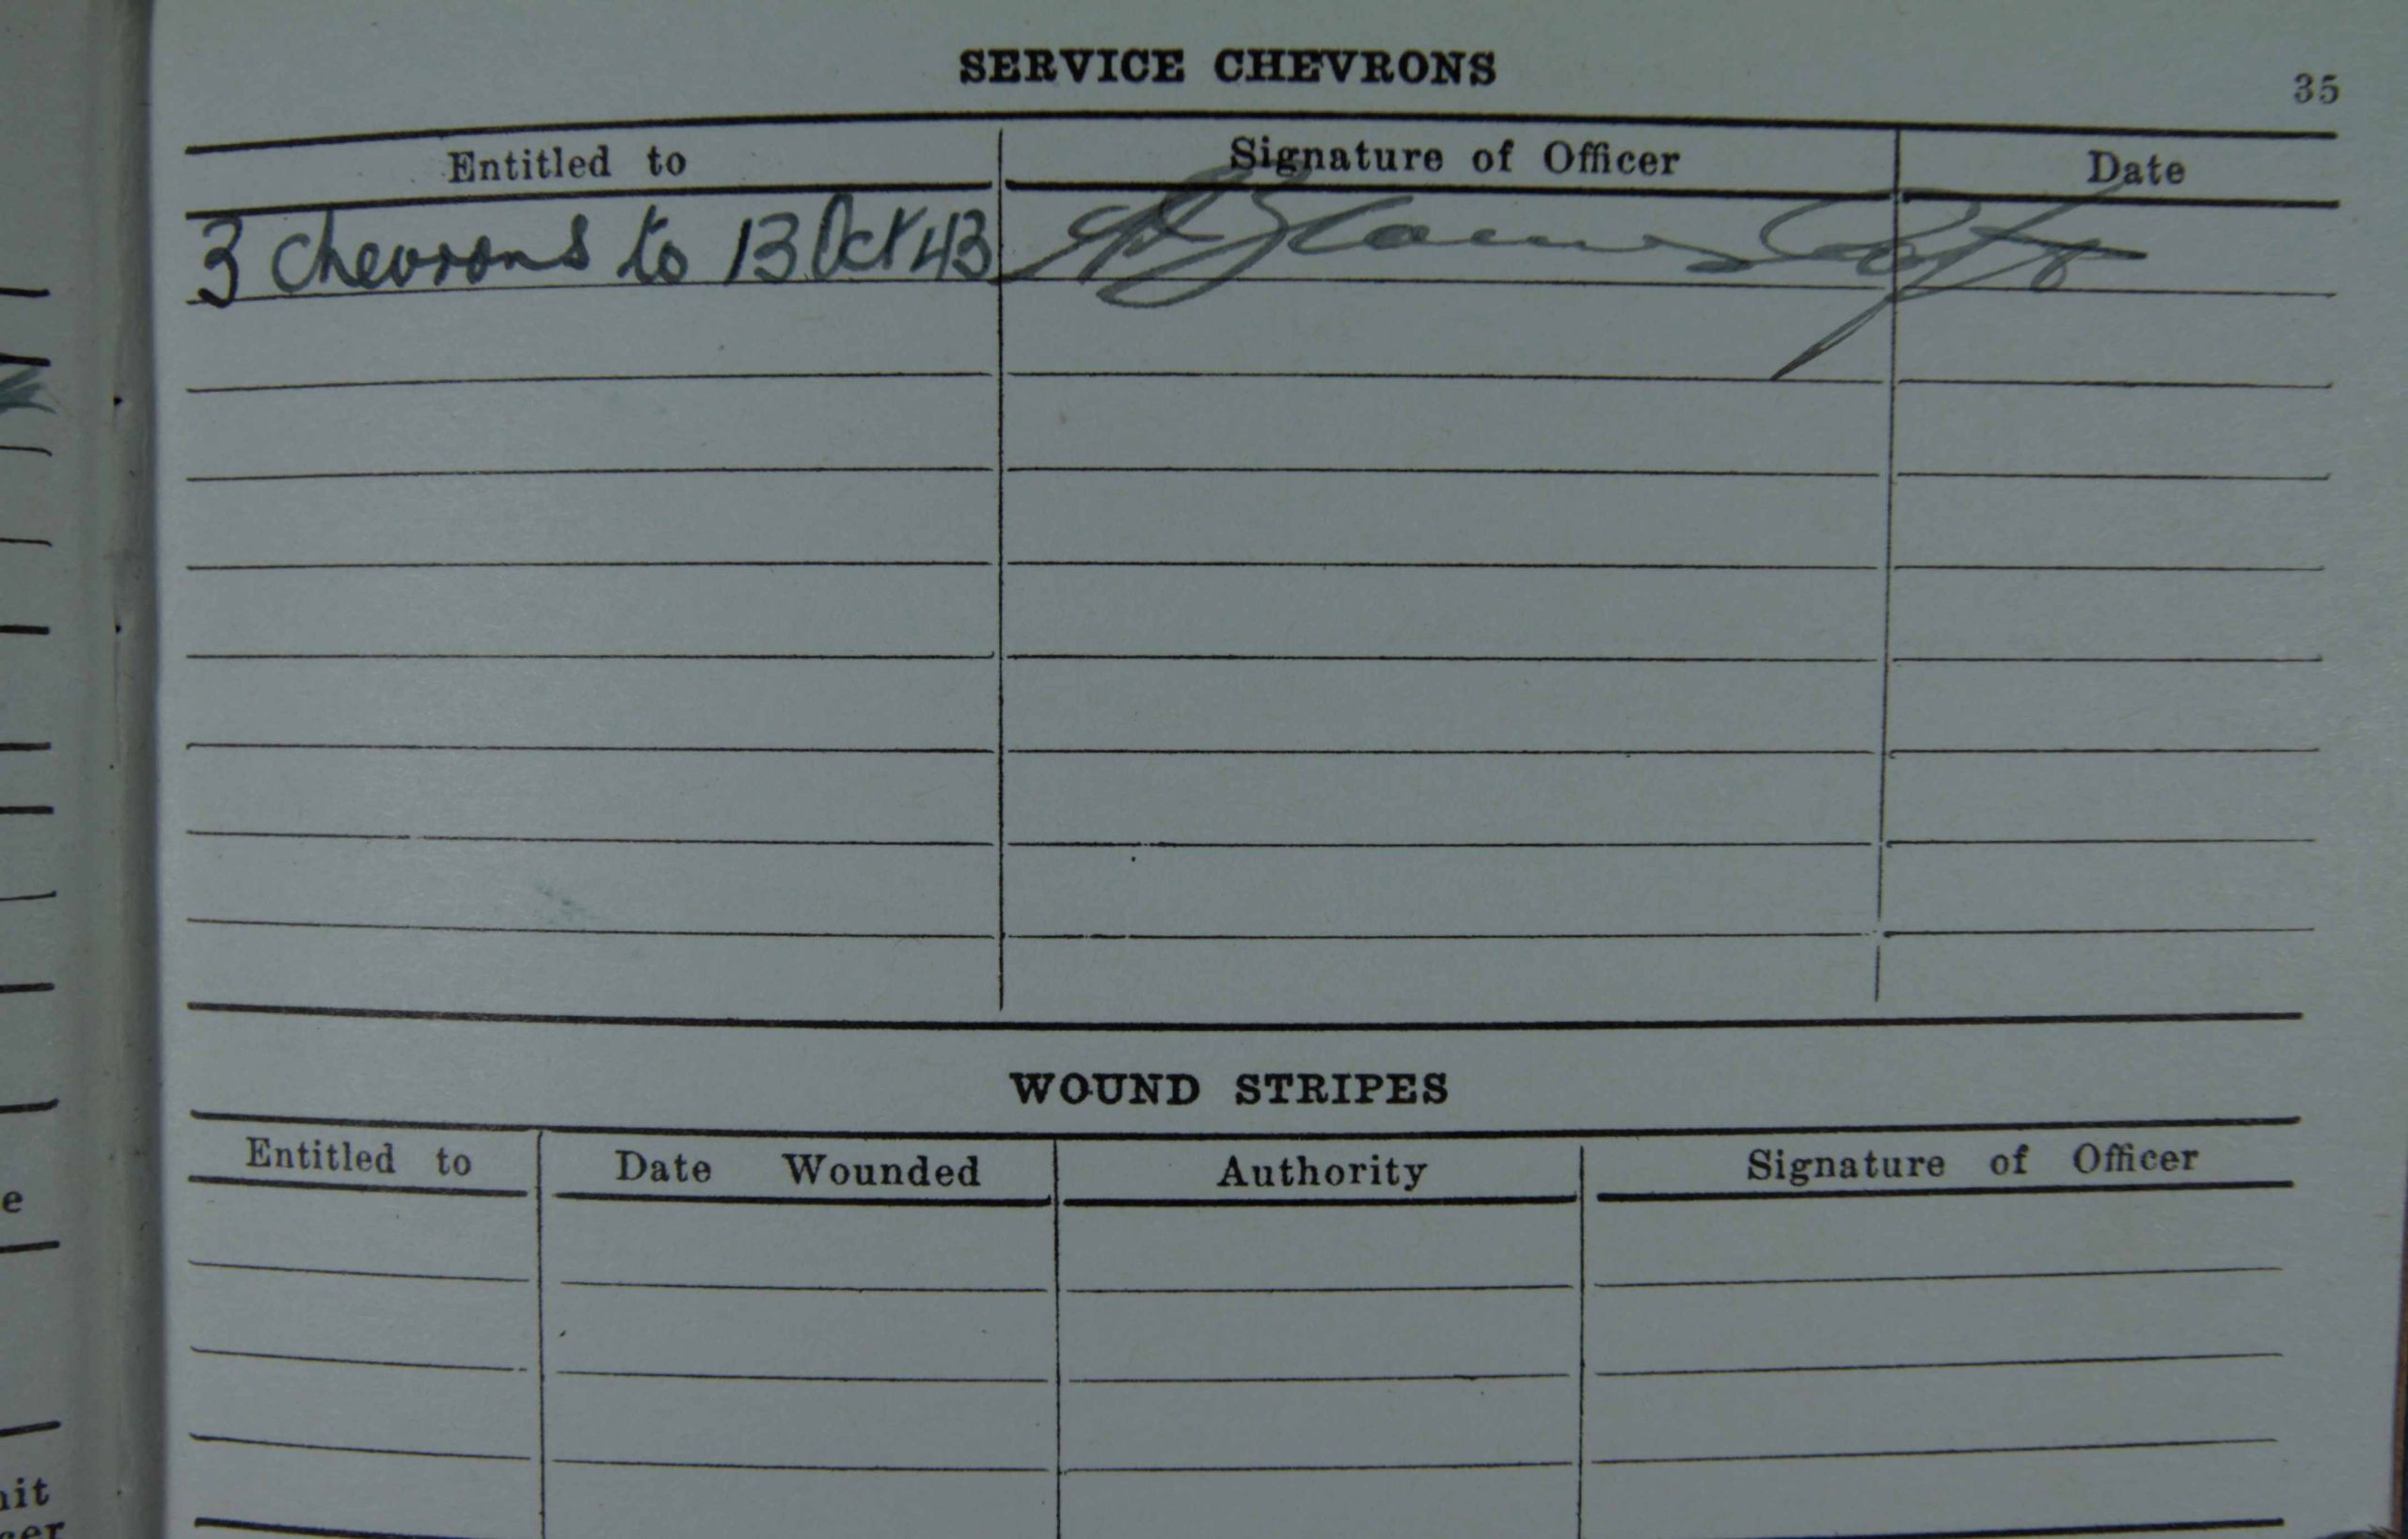 SERVICE CHEVRONS
35
Entitled to Signature of Officer Date
3 chevrons to 13 Oct 43 Capt
WOUND STRIPES
Entitled to Date Wounded Authority Signature of Officer
e